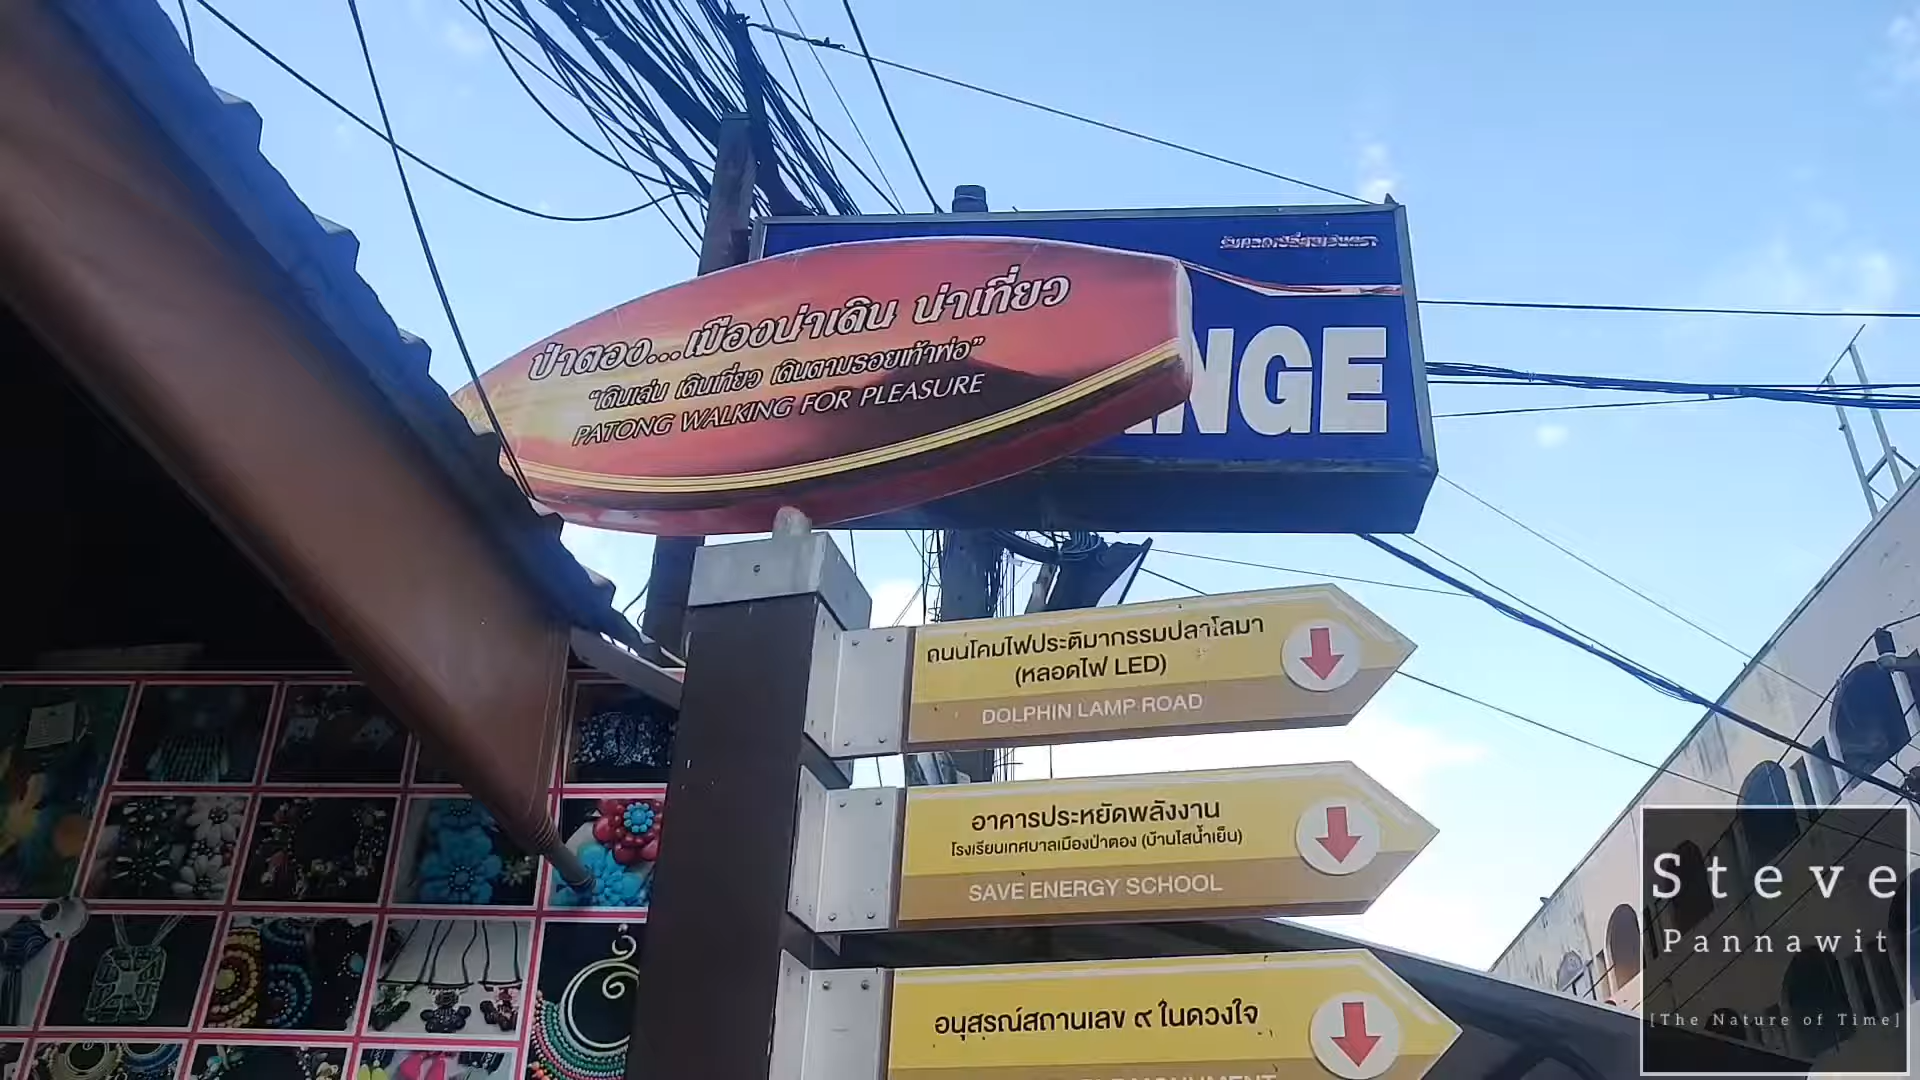 ป่าตอง...เมืองน่าเดิน น่าเที่ยว
"เดินเล่น เดินเที่ยว เดินตามรอยเท้าพ่อ"
PATONG WALKING FOR PLEASURE
NGE
ถนนโคมไฟประติมากรรมปลาโลมา
(หลอดไฟ LED)
DOLPHIN LAMP ROAD
อาคารประหยัดพลังงาน
โรงเรียนเทศบาลเมืองป่าตอง (บ้านไสน้ำเย็น)
SAVE ENERGY SCHOOL
อนุสรณ์สถานเลข ๙ ในดวงใจ
MONUMENT
Steve
Pannawit
[The Nature of Time]